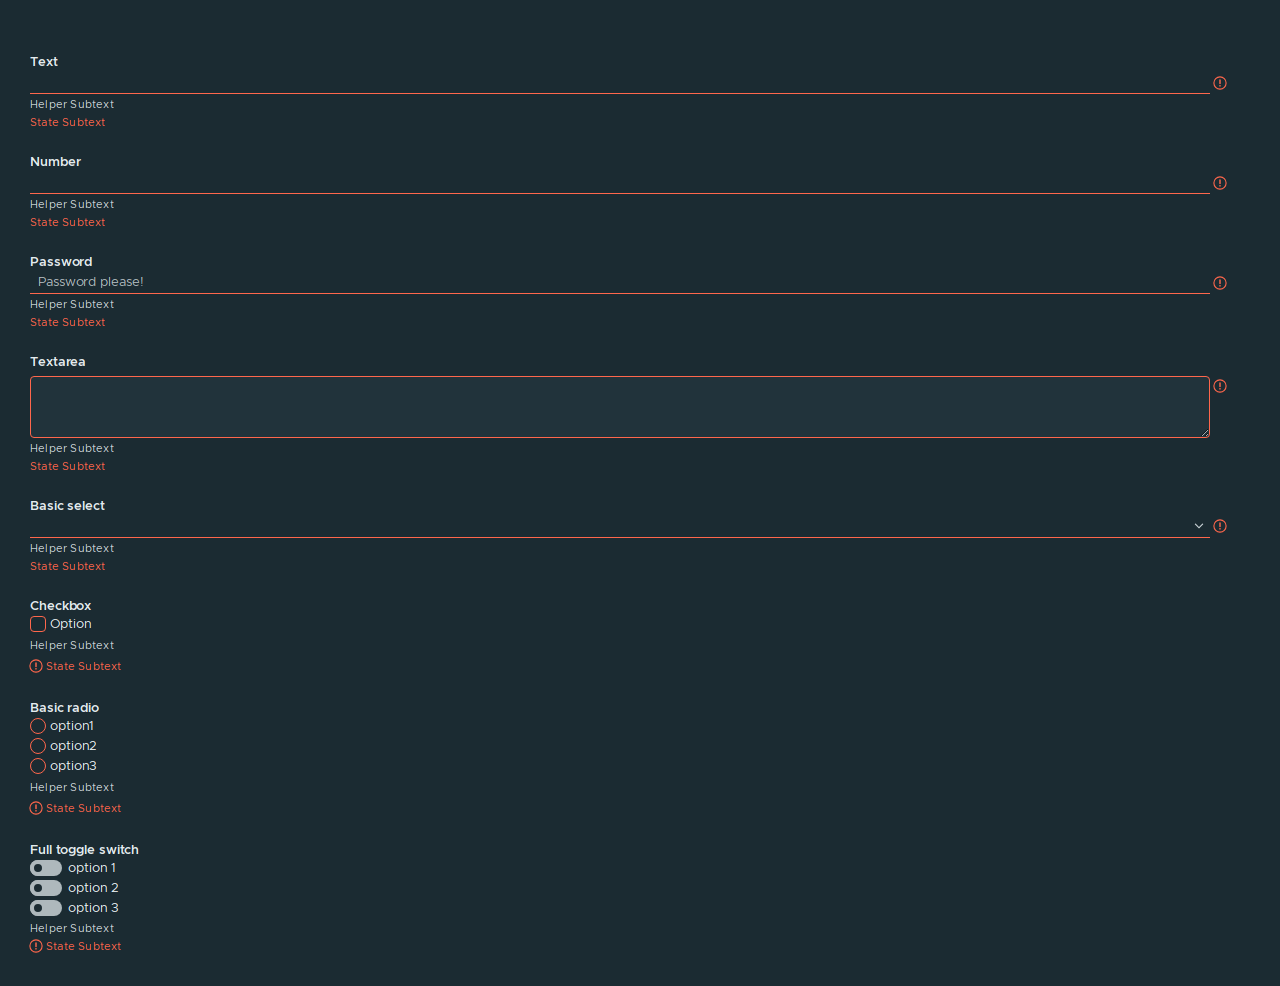 Text
Helper Subtext
State Subtext
Number
Helper Subtext
State Subtext
Password
Password please!
Helper Subtext
State Subtext
Textarea
Helper Subtext
State Subtext
Basic select
Helper Subtext
State Subtext
Checkbox
Option
Helper Subtext
State Subtext
Basic radio
option1
option2
option3
Helper Subtext
State Subtext
Full toggle switch
option 1
option 2
option 3
Helper Subtext
State Subtext